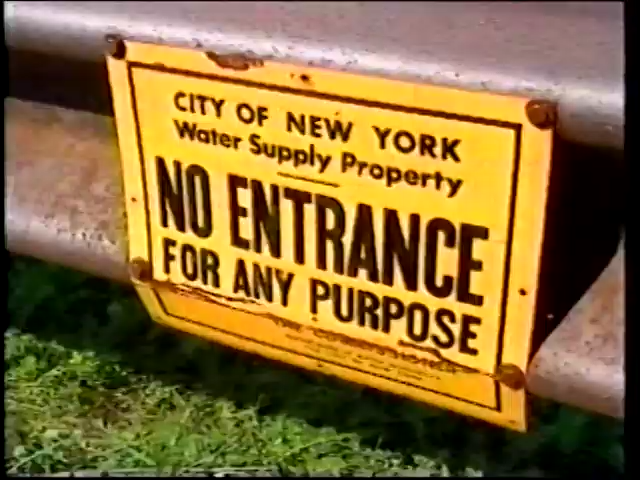 CITY OF NEW YORK
Water Supply Property
NO ENTRANCE
FOR ANY PURPOSE